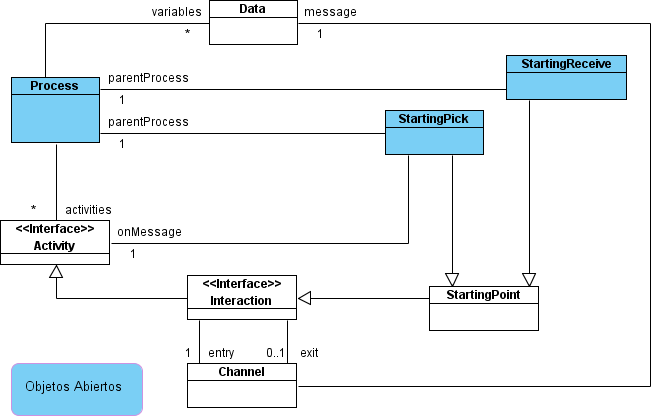 variables
Data
message
*
1
StartingReceive
Process
parentProcess
1
StartingPick
parentProcess
1
*
activities
<<Interface>>
Activity
onMessage
1
<<Interface>>
Interaction
StartingPoint
1
entry
0..1
exit
Channel
Objetos Abiertos